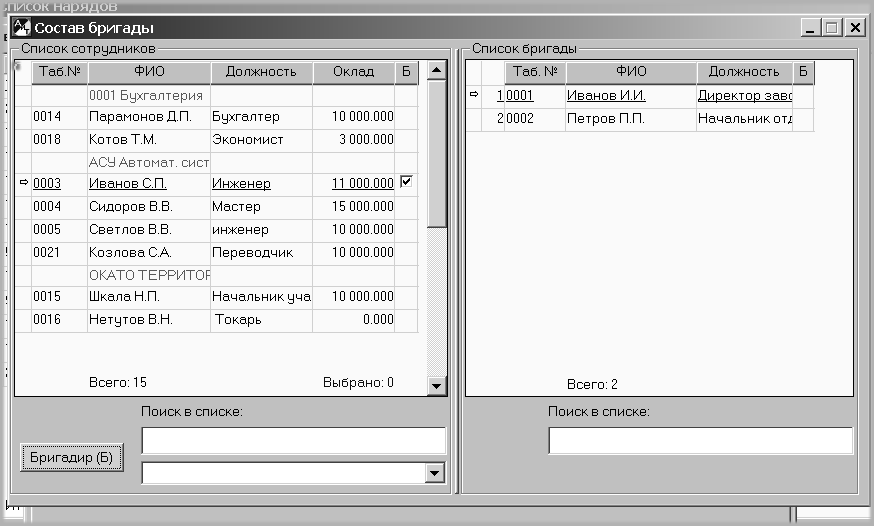 Список нарядов
Состав бригады
Список сотрудников
Таб.№ ФИО Должность Оклад Б
0001 Бухгалтерия
0014 Парамонов Д.П. Бухгалтер 10 000.000
0018 Котов Т.М. Экономист 3 000.000
АСУ Автомат. сист
0003 Иванов С.П. Инженер 11 000.000
0004 Сидоров В.В. Мастер 15 000.000
0005 Светлов В.В. инженер 10 000.000
0021 Козлова С.А. Переводчик 10 000.000
ОКАТО ТЕРРИТОР
0015 Шкала Н.П. Начальник уча 10 000.000
0016 Нетутов В.Н. Токарь 0.000
Всего: 15 Выбрано: 0
Поиск в списке:
Бригадир (Б)
Список бригады
Таб. № ФИО Должность Б
1 0001 Иванов И.И. Директор заво
2 0002 Петров П.П. Начальник отд
Всего: 2
Поиск в списке: